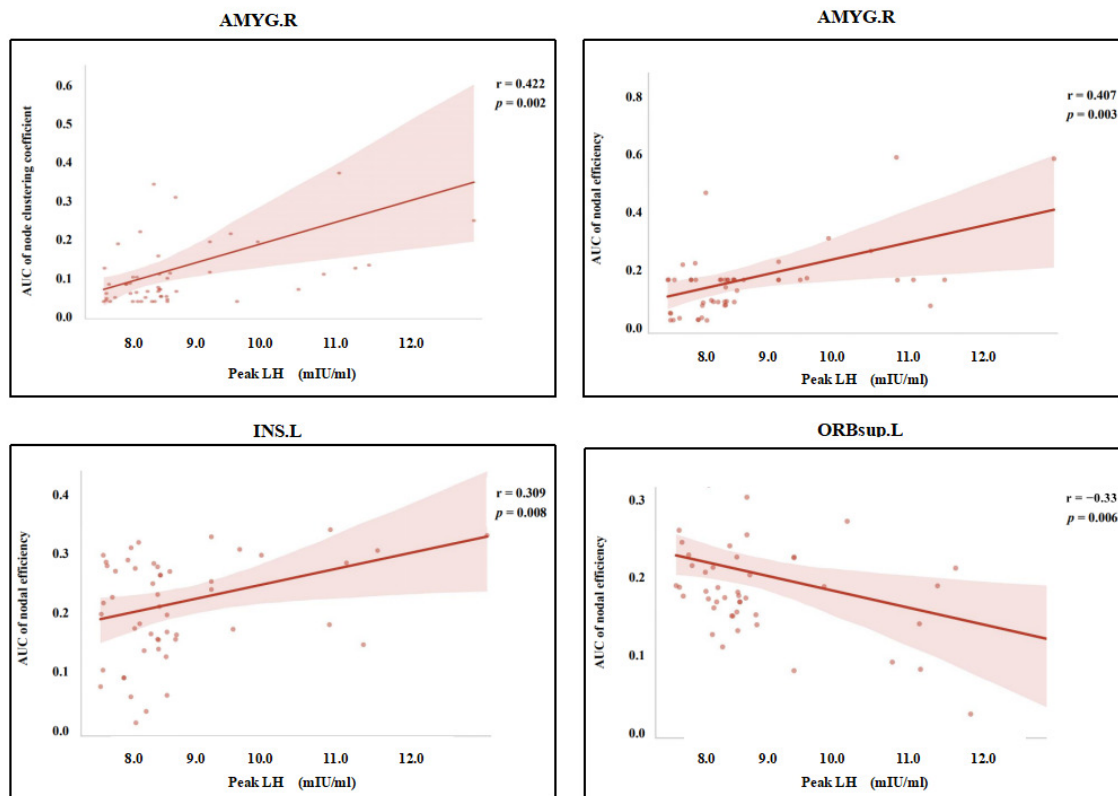 AMYG.R
r = 0.422
p = 0.002
AUC of node clustering coefficient
0.6
0.5
0.4
0.3
0.2
0.1
0.0
8.0 9.0 10.0 11.0 12.0
Peak LH (mIU/ml)
AMYG.R
r = 0.407
p = 0.003
AUC of nodal efficiency
0.8
0.6
0.4
0.2
0.0
8.0 9.0 10.0 11.0 12.0
Peak LH (mIU/ml)
INS.L
r = 0.309
p = 0.008
AUC of nodal efficiency
0.4
0.3
0.2
0.1
0.0
8.0 9.0 10.0 11.0 12.0
Peak LH (mIU/ml)
ORBsup.L
r = −0.33
p = 0.006
AUC of nodal efficiency
0.3
0.2
0.1
0.0
8.0 9.0 10.0 11.0 12.0
Peak LH (mIU/ml)